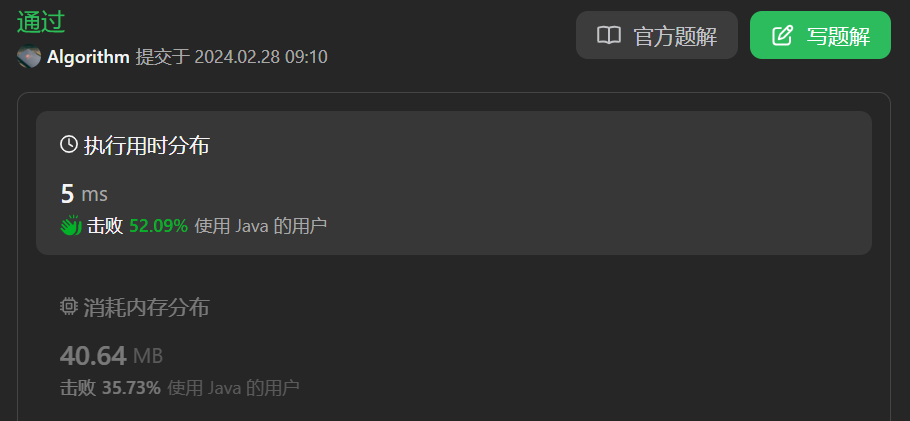 通过
Algorithm 提交于 2024.02.28 09:10
官方题解
写题解
执行用时分布
5 ms
击败 52.09% 使用 Java 的用户
消耗内存分布
40.64 MB
击败 35.73% 使用 Java 的用户